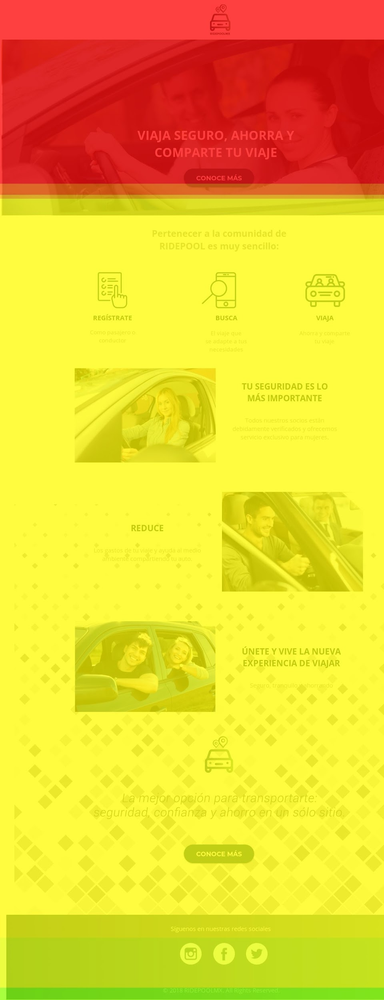 RIDEPOOLMX
VIAJA SEGURO, AHORRA Y
COMPARTE TU VIAJE
CONOCE MÁS
Pertenecer a la comunidad de
RIDEPOOL es muy sencillo:
REGÍSTRATE
Como pasajero o
conductor
BUSCA
El viaje que
se adapte a tus
necesidades
VIAJA
Ahorra y comparte
tu viaje
TU SEGURIDAD ES LO
MÁS IMPORTANTE
Todos nuestros socios están
debidamente verificados y ofrecemos
servicio exclusivo para mujeres.
REDUCE
Los gastos de tu viaje y ayuda al medio
ambiente compartiendo tu auto.
ÚNETE Y VIVE LA NUEVA
EXPERIENCIA DE VIAJAR
Seguro, tranquilo y ahorrando
La mejor opción para transportarte:
seguridad, confianza y ahorro en un sólo sitio.
CONOCE MÁS
Síguenos en nuestras redes sociales
© 2018 RIDEPOOLMX. All Rights Reserved.